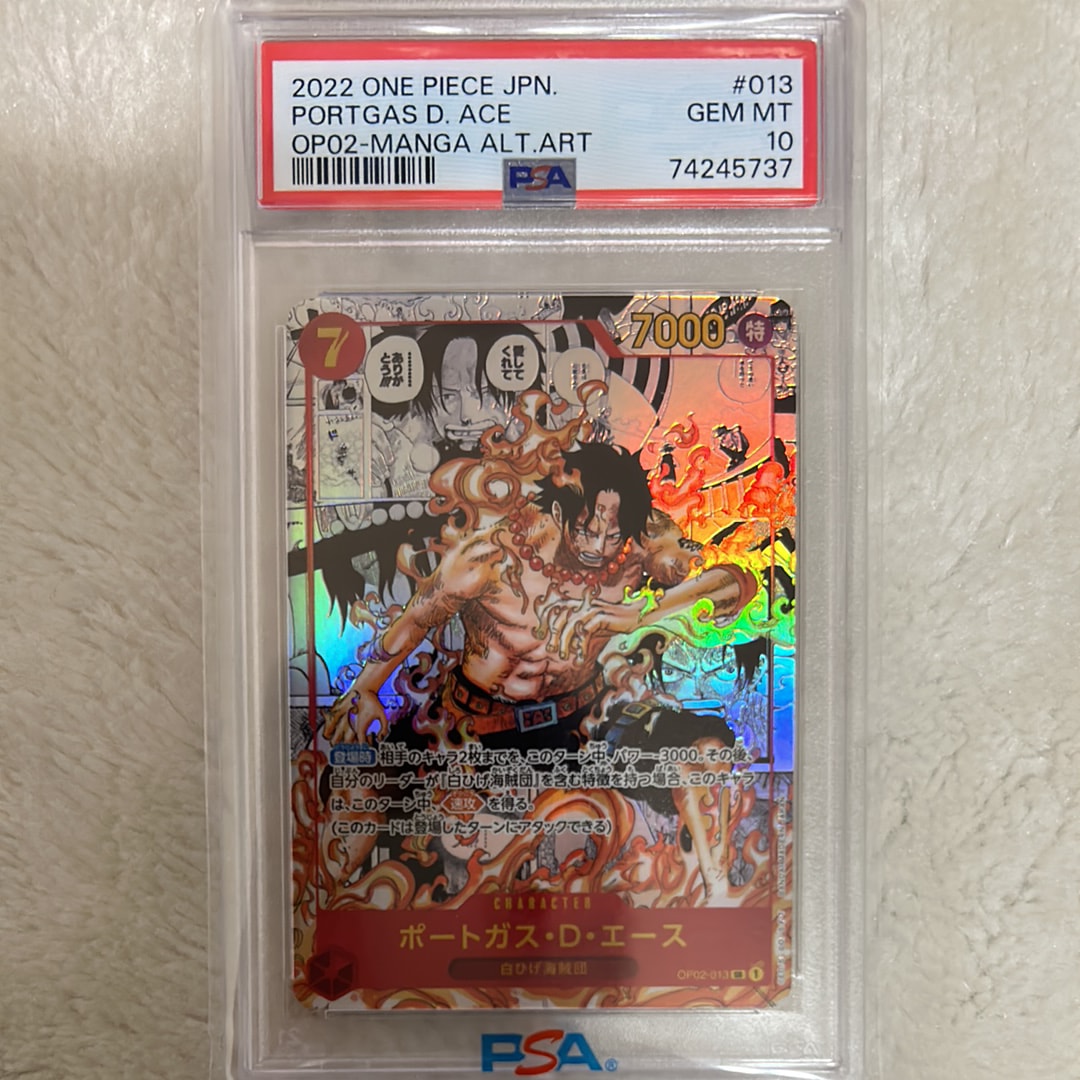 2022 ONE PIECE JPN.
#013
PORTGAS D. ACE
GEM MT
OP02-MANGA ALT.ART
10
PSA
74245737
7
7000
特
愛して
くれて
………
ありが
とう!!!
登場時 相手のキャラ2枚までを、このターン中、パワー-3000。その後、
自分のリーダーが『白ひげ海賊団』を含む特徴を持つ場合、このキャラ
は、このターン中、速攻 を得る。
(このカードは登場したターンにアタックできる)
CHARACTER
ポートガス・D・エース
白ひげ海賊団
OP02-013 SR 1
PSA®